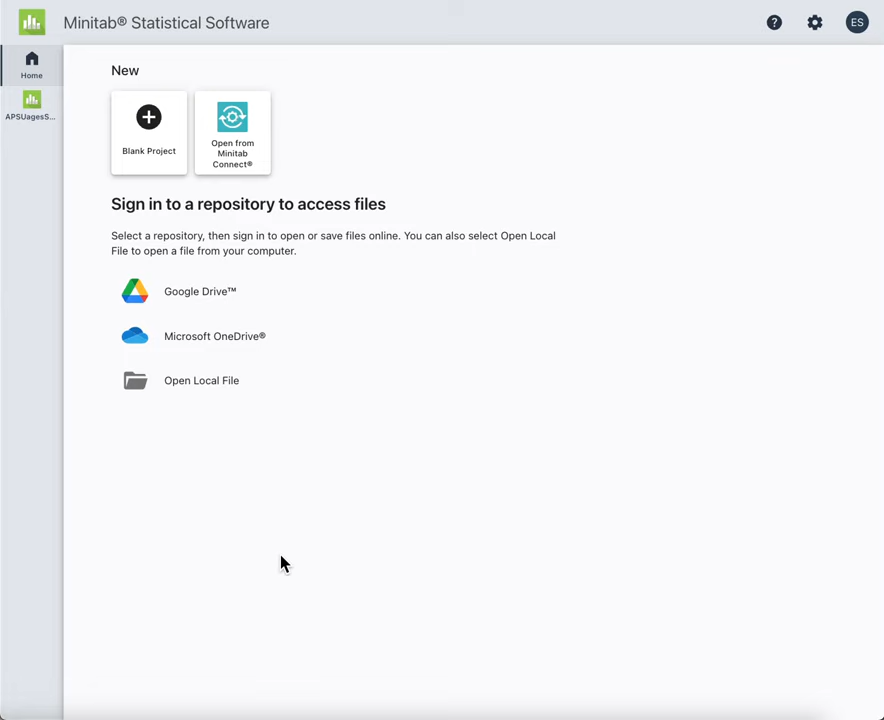 Minitab® Statistical Software
ES
Home
APSUagesS...
New
Blank Project
Open from
Minitab
Connect®
Sign in to a repository to access files
Select a repository, then sign in to open or save files online. You can also select Open Local
File to open a file from your computer.
Google Drive™
Microsoft OneDrive®
Open Local File